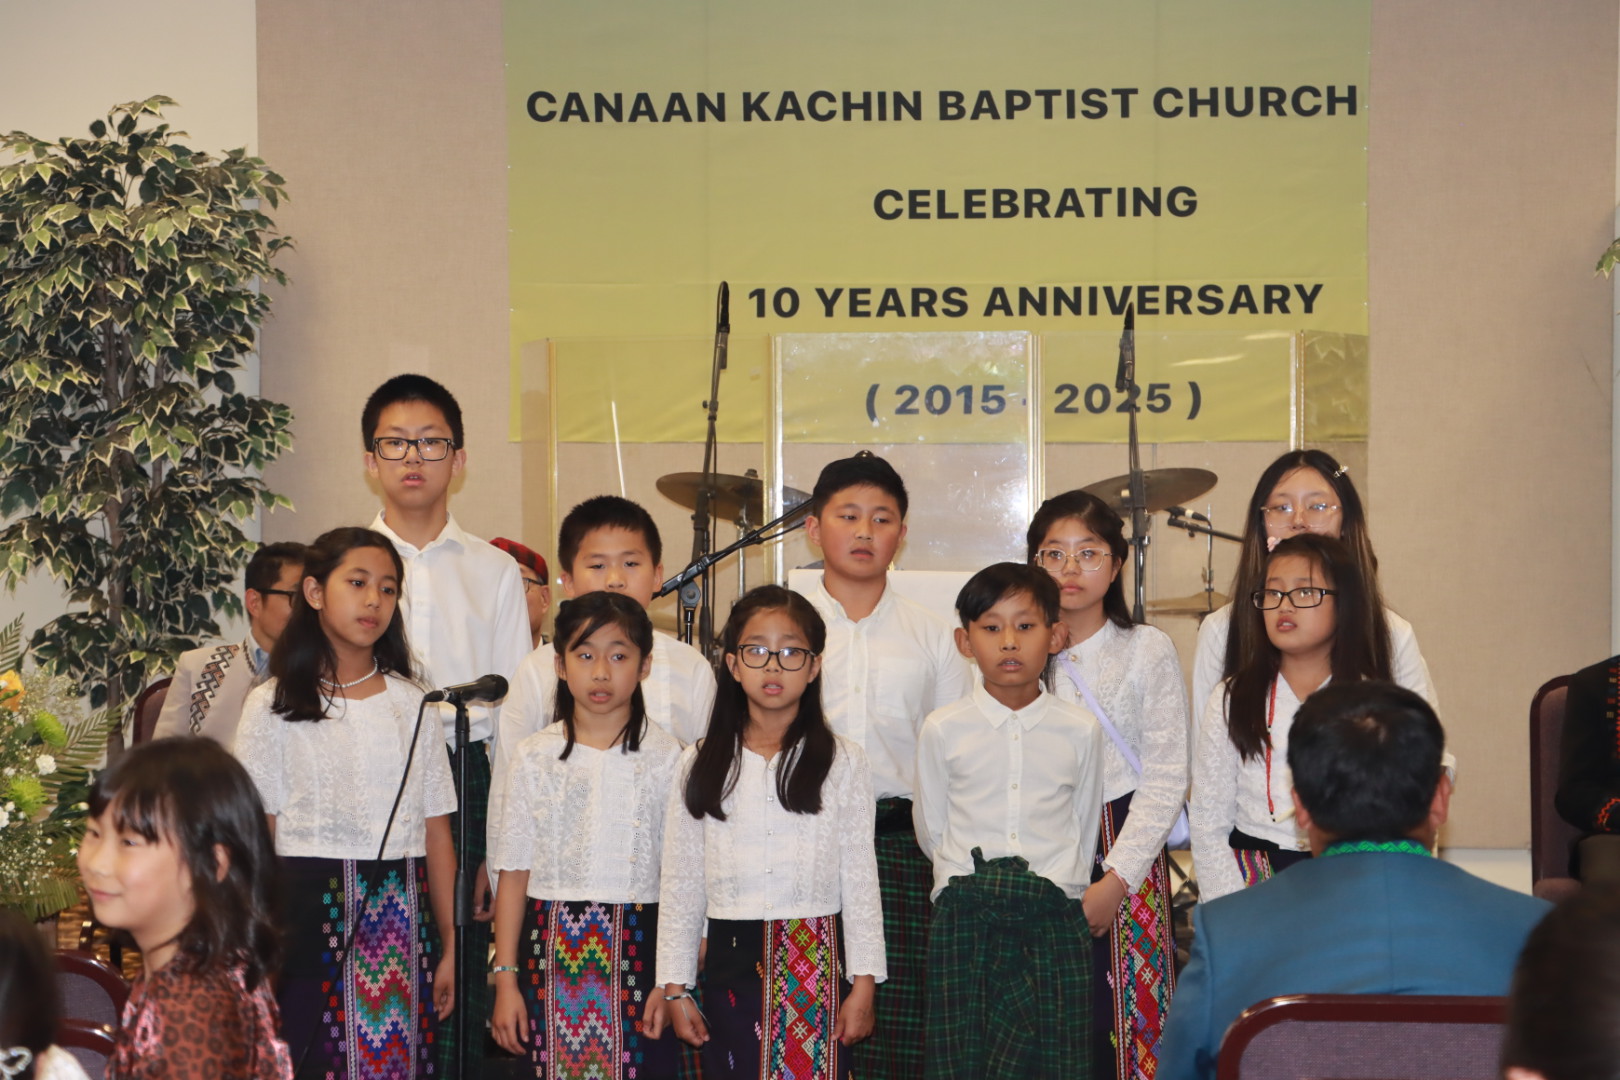 CANAAN KACHIN BAPTIST CHURCH
CELEBRATING
10 YEARS ANNIVERSARY
( 2015 - 2025 )